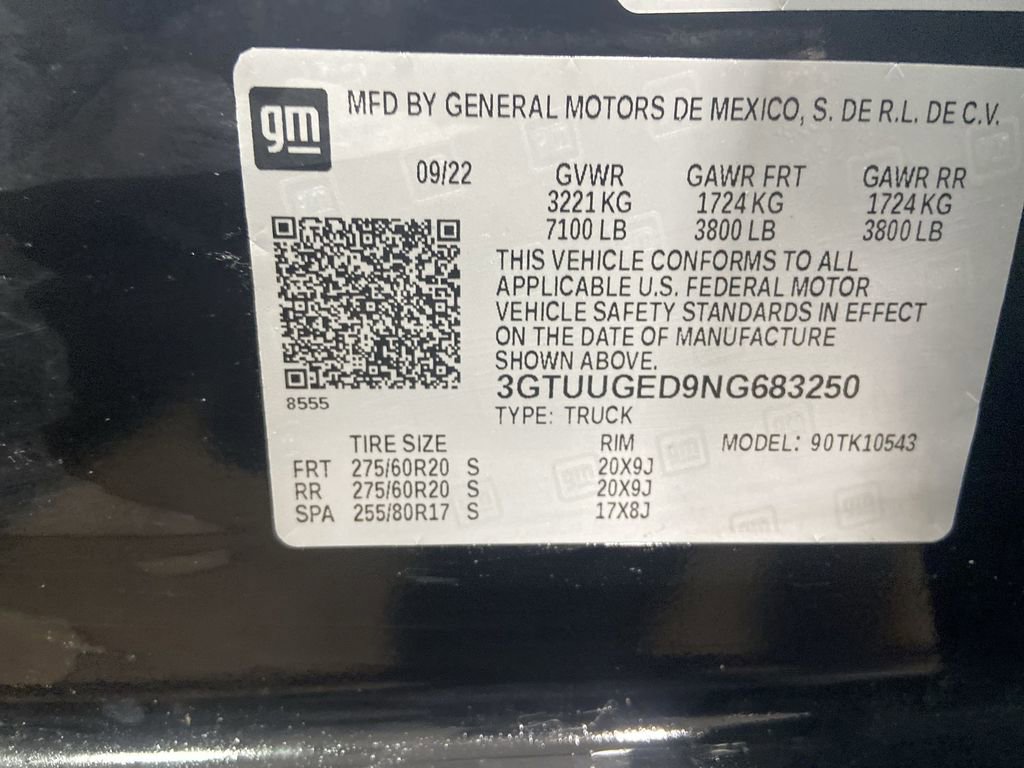 gm
MFD BY GENERAL MOTORS DE MEXICO, S. DE R.L. DE C.V.
09/22 GVWR GAWR FRT GAWR RR
3221 KG 1724 KG 1724 KG
7100 LB 3800 LB 3800 LB
THIS VEHICLE CONFORMS TO ALL
APPLICABLE U.S. FEDERAL MOTOR
VEHICLE SAFETY STANDARDS IN EFFECT
ON THE DATE OF MANUFACTURE
SHOWN ABOVE.
3GTUUGED9NG683250
8555
TYPE: TRUCK
TIRE SIZE RIM MODEL: 90TK10543
FRT 275/60R20 S 20X9J
RR 275/60R20 S 20X9J
SPA 255/80R17 S 17X8J